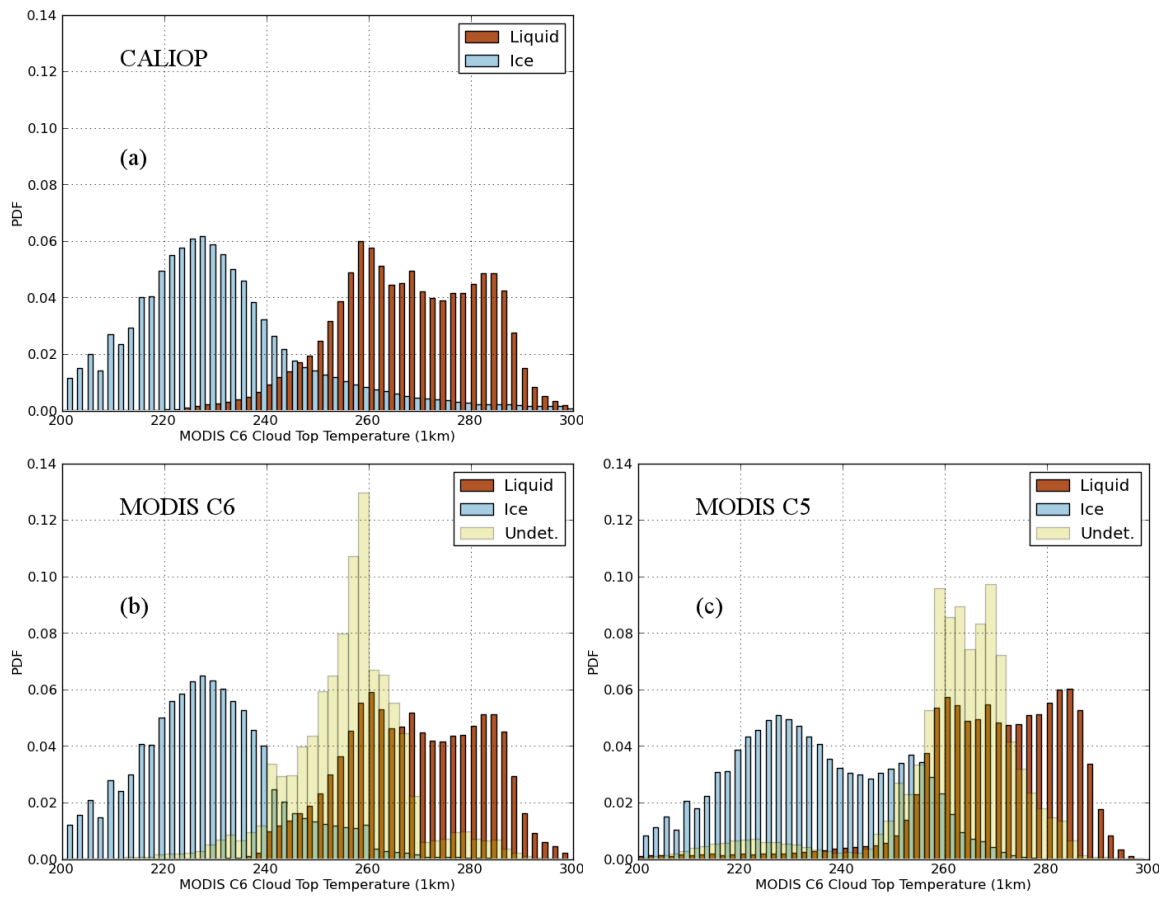 0.14
0.12
0.10
0.08
0.06
0.04
0.02
0.00
PDF
CALIOP
(a)
Liquid
Ice
200 220 240 260 280 300
MODIS C6 Cloud Top Temperature (1km)
0.14
0.12
0.10
0.08
0.06
0.04
0.02
0.00
PDF
MODIS C6
(b)
Liquid
Ice
Undet.
200 220 240 260 280 300
MODIS C6 Cloud Top Temperature (1km)
0.14
0.12
0.10
0.08
0.06
0.04
0.02
0.00
PDF
MODIS C5
(c)
Liquid
Ice
Undet.
200 220 240 260 280 300
MODIS C6 Cloud Top Temperature (1km)